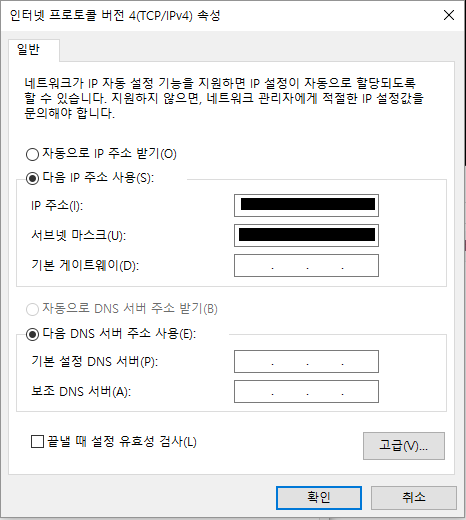 인터넷 프로토콜 버전 4(TCP/IPv4) 속성
일반
네트워크가 IP 자동 설정 기능을 지원하면 IP 설정이 자동으로 할당되도록
할 수 있습니다. 지원하지 않으면, 네트워크 관리자에게 적절한 IP 설정값을
문의해야 합니다.
자동으로 IP 주소 받기(O)
다음 IP 주소 사용(S):
IP 주소(I):
서브넷 마스크(U):
기본 게이트웨이(D):
자동으로 DNS 서버 주소 받기(B)
다음 DNS 서버 주소 사용(E):
기본 설정 DNS 서버(P):
보조 DNS 서버(A):
끝낼 때 설정 유효성 검사(L)
고급(V)...
확인
취소